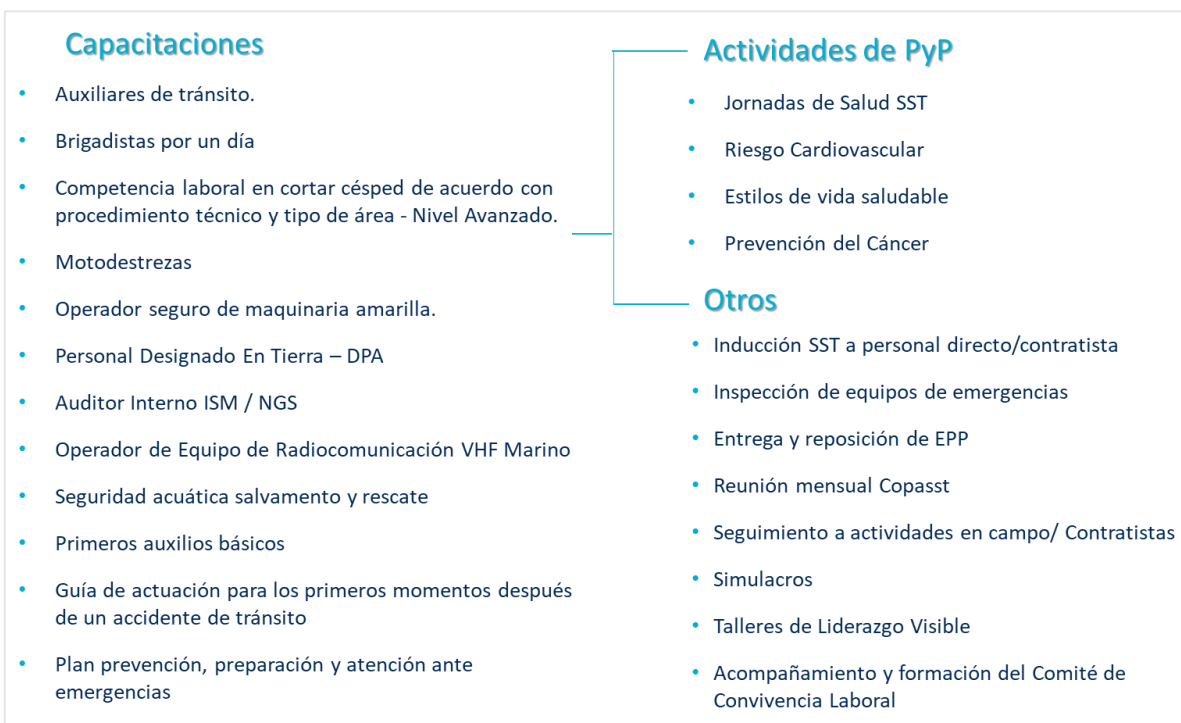 Capacitaciones
Auxiliares de tránsito.
Brigadistas por un día
Competencia laboral en cortar césped de acuerdo con
procedimiento técnico y tipo de área - Nivel Avanzado.
Motodestrezas
Operador seguro de maquinaria amarilla.
Personal Designado En Tierra – DPA
Auditor Interno ISM / NGS
Operador de Equipo de Radiocomunicación VHF Marino
Seguridad acuática salvamento y rescate
Primeros auxilios básicos
Guía de actuación para los primeros momentos después
de un accidente de tránsito
Plan prevención, preparación y atención ante
emergencias
Actividades de PyP
Jornadas de Salud SST
Riesgo Cardiovascular
Estilos de vida saludable
Prevención del Cáncer
Otros
Inducción SST a personal directo/contratista
Inspección de equipos de emergencias
Entrega y reposición de EPP
Reunión mensual Copasst
Seguimiento a actividades en campo/ Contratistas
Simulacros
Talleres de Liderazgo Visible
Acompañamiento y formación del Comité de
Convivencia Laboral